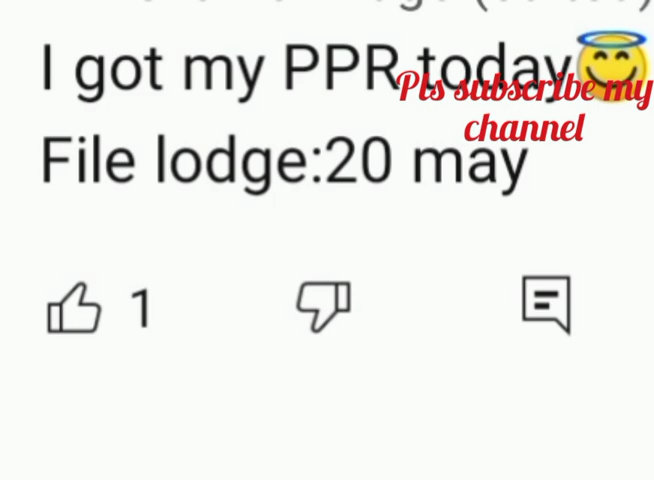 I got my PPR today😇
Pls subscribe my
channel
File lodge:20 may
1